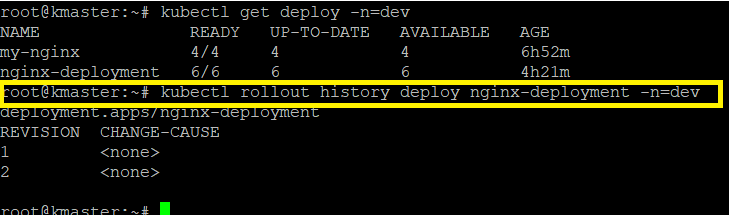 root@kmaster:~# kubectl get deploy -n=dev
NAME READY UP-TO-DATE AVAILABLE AGE
my-nginx 4/4 4 4 6h52m
nginx-deployment 6/6 6 6 4h21m
root@kmaster:~# kubectl rollout history deploy nginx-deployment -n=dev
deployment.apps/nginx-deployment
REVISION CHANGE-CAUSE
1 <none>
2 <none>
root@kmaster:~#